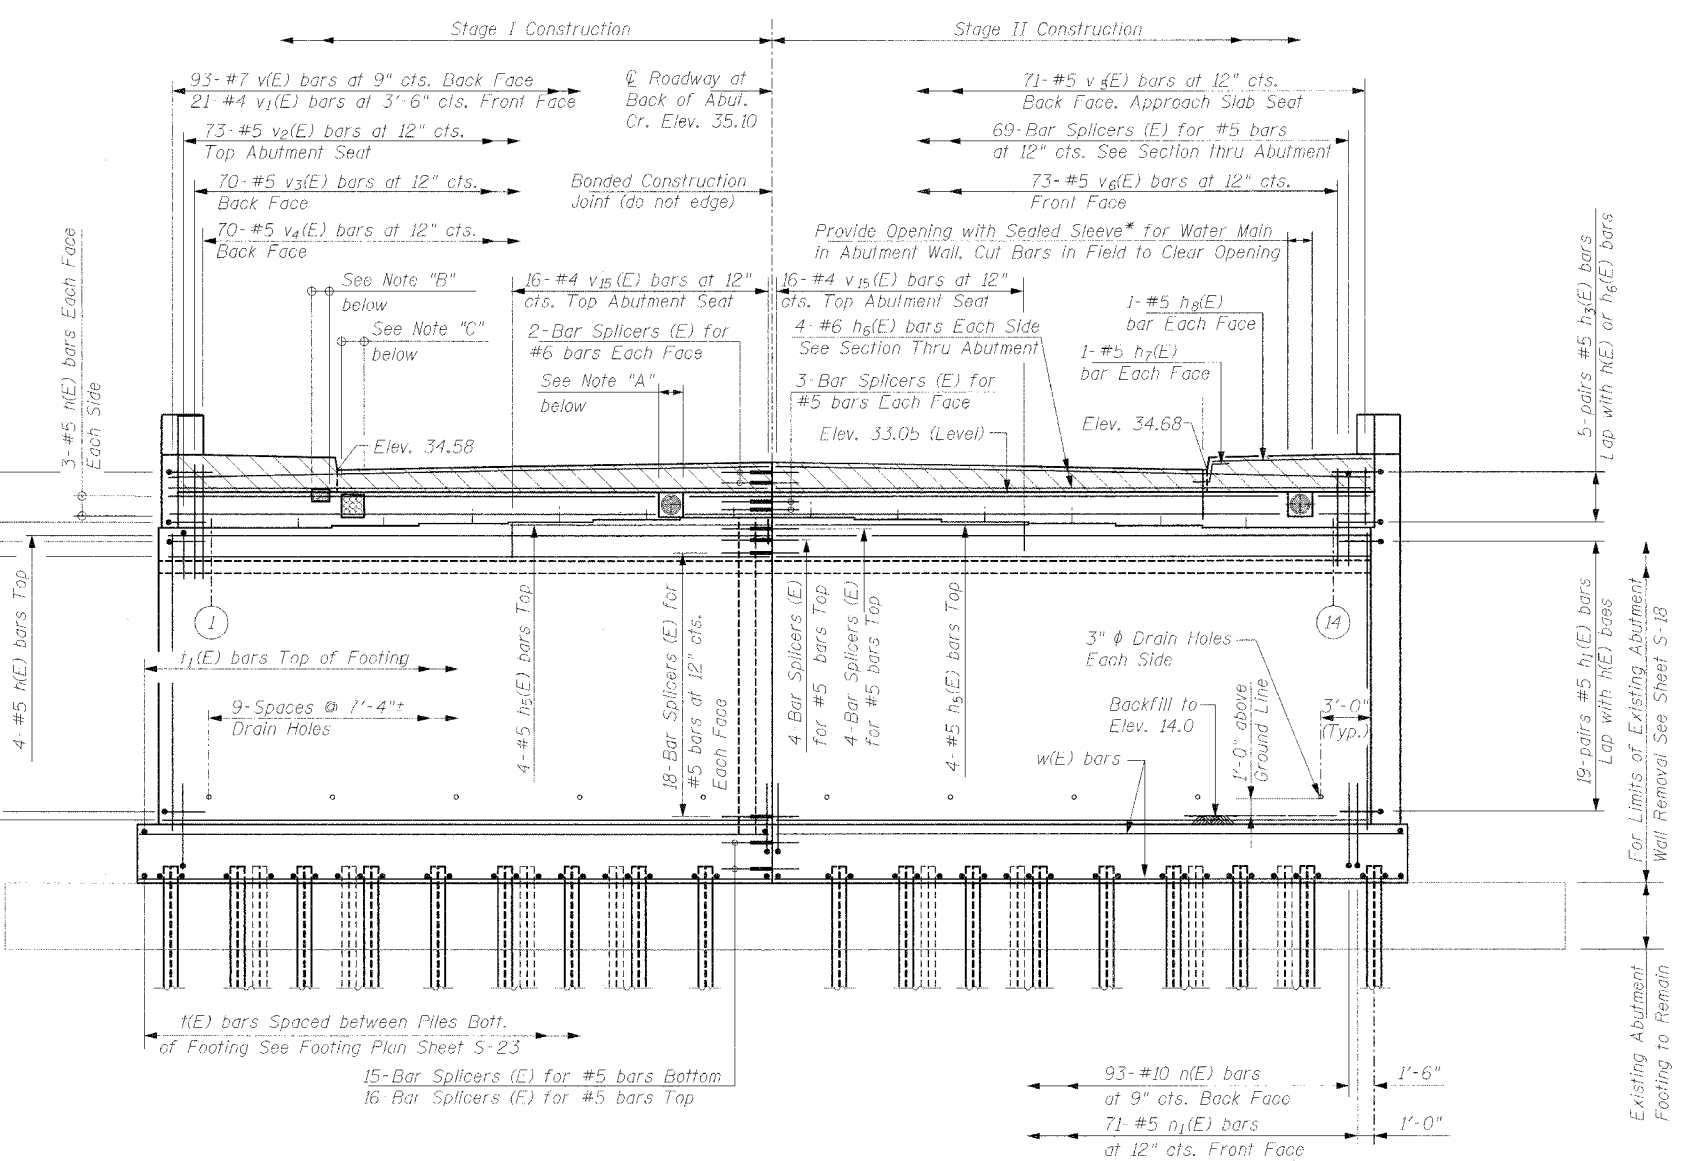 Stage I Construction
Stage II Construction
93- #7 v(E) bars at 9" cts. Back Face
21- #4 v1(E) bars at 3'-6" cts. Front Face
73- #5 v2(E) bars at 12" cts.
Top Abutment Seat
70- #5 v3(E) bars at 12" cts.
Back Face
70- #5 v4(E) bars at 12" cts.
Back Face
℄ Roadway at
Back of Abut.
Cr. Elev. 35.10
Bonded Construction
Joint (do not edge)
71- #5 v5(E) bars at 12" cts.
Back Face, Approach Slab Seat
69-Bar Splicers (E) for #5 bars
at 12" cts. See Section thru Abutment
73- #5 v6(E) bars at 12" cts.
Front Face
Provide Opening with Sealed Sleeve* for Water Main
in Abutment Wall, Cut Bars in Field to Clear Opening
See Note "B"
below
See Note "C"
below
16- #4 v15(E) bars at 12"
cts. Top Abutment Seat
2-Bar Splicers (E) for
#6 bars Each Face
See Note "A"
below
16- #4 v15(E) bars at 12"
cts. Top Abutment Seat
4- #6 h6(E) bars Each Side
See Section Thru Abutment
3-Bar Splicers (E) for
#5 bars Each Face
1- #5 h8(E)
bar Each Face
1- #5 h7(E)
bar Each Face
Elev. 34.58
Elev. 33.05 (Level)
Elev. 34.68
3- #5 h(E) bars Each Face
Each Side
5-pairs #5 h3(E) bars
Lap with h(E) or h6(E) bars
1
14
4- #5 h(E) bars Top
t1(E) bars Top of Footing
9-Spaces @ 7'-4"±
Drain Holes
4- #5 h5(E) bars Top
18-Bar Splicers (E) for
#5 bars at 12" cts.
Each Face
4-Bar Splicers (E)
for #5 bars Top
4-Bar Splicers (E)
for #5 bars Top
4- #5 h5(E) bars Top
3" ϕ Drain Holes
Each Side
Backfill to
Elev. 14.0
w(E) bars
1'-0" above
Ground Line
3'-0"
(Typ.)
19-pairs #5 h1(E) bars
Lap with h(E) baes
For Limits of Existing Abutment
Wall Removal See Sheet S-18
t(E) bars Spaced between Piles Bott.
of Footing See Footing Plan Sheet S-23
15-Bar Splicers (E) for #5 bars Bottom
16-Bar Splicers (E) for #5 bars Top
93- #10 n(E) bars
at 9" cts. Back Face
1'-6"
71- #5 n1(E) bars
at 12" cts. Front Face
1'-0"
Existing Abutment
Footing to Remain